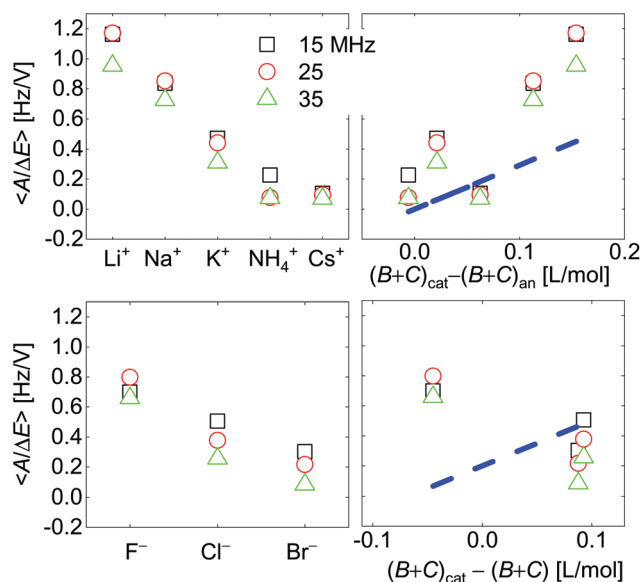 1.2
1.0
0.8
0.6
0.4
0.2
0.0
-0.2
<A/ΔE> [Hz/V]
15 MHz
25
35
Li⁺ Na⁺ K⁺ NH₄⁺ Cs⁺
0.0 0.1 0.2
(B+C)cat–(B+C)an [L/mol]
1.2
1.0
0.8
0.6
0.4
0.2
0.0
-0.2
<A/ΔE> [Hz/V]
F⁻ Cl⁻ Br⁻
-0.1 0.0 0.1
(B+C)cat – (B+C) [L/mol]